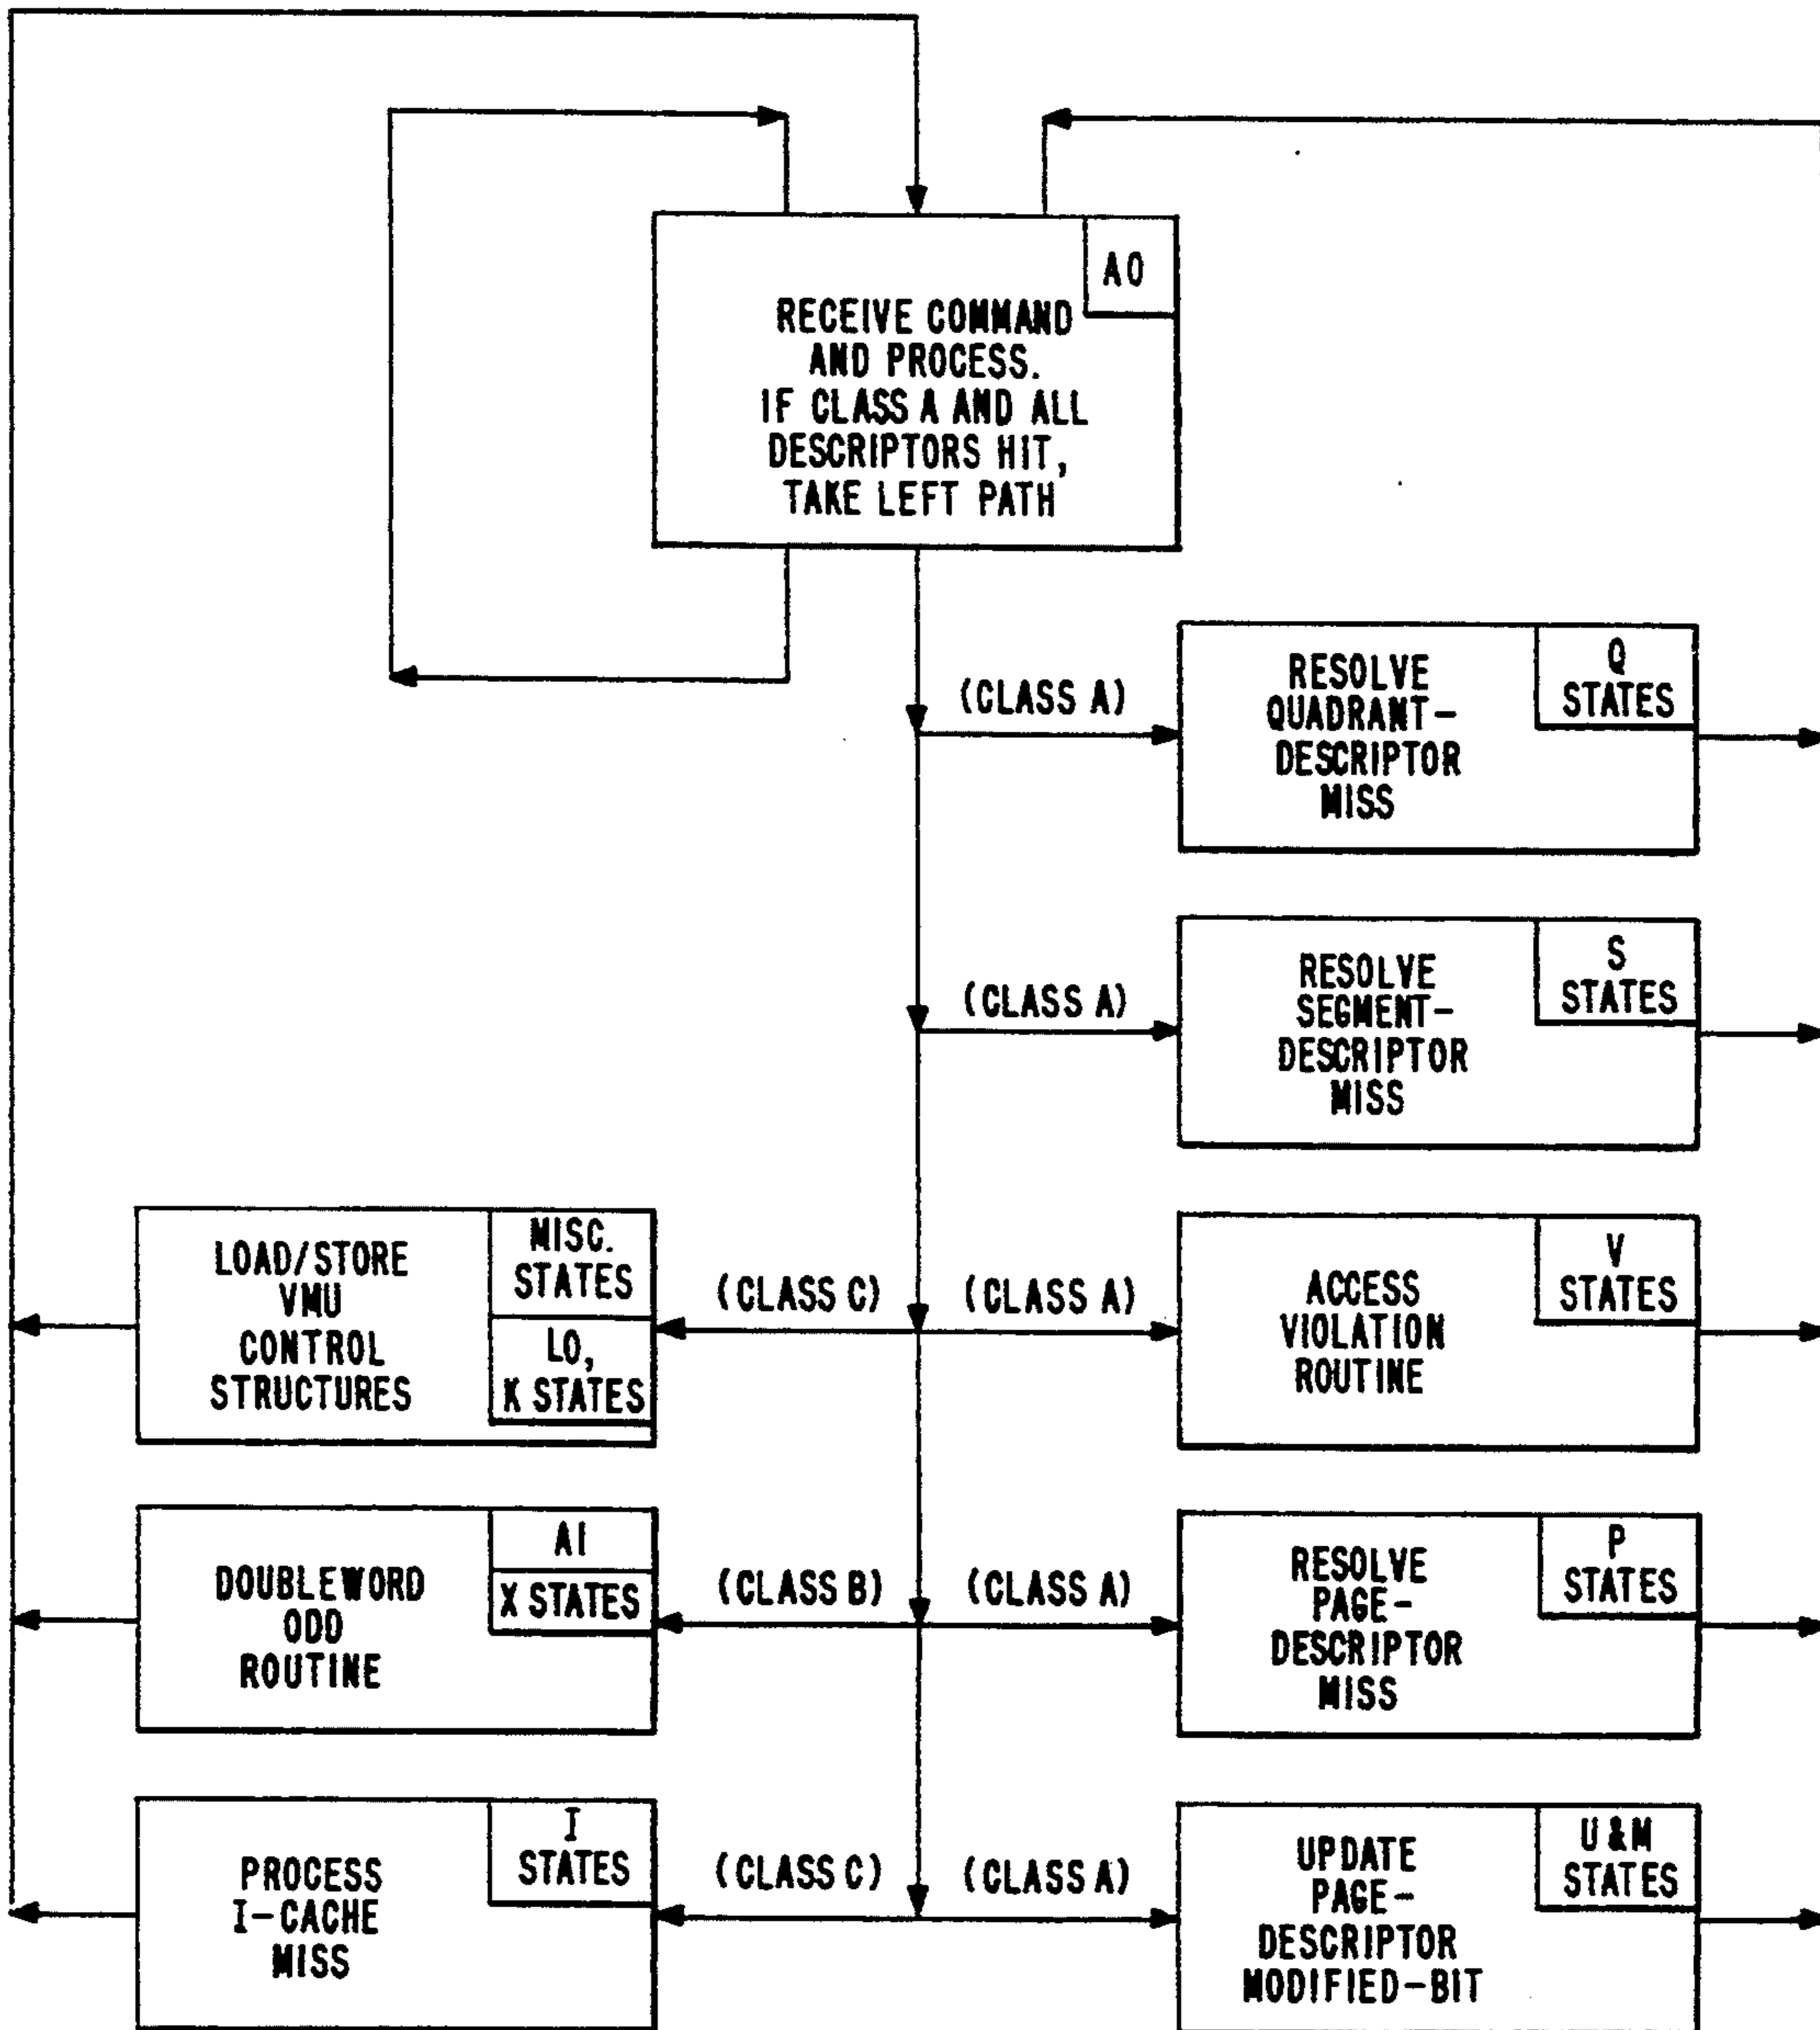 A0
RECEIVE COMMAND
AND PROCESS.
IF CLASS A AND ALL
DESCRIPTORS HIT,
TAKE LEFT PATH
(CLASS A)
RESOLVE
QUADRANT-
DESCRIPTOR
MISS
Q
STATES
(CLASS A)
RESOLVE
SEGMENT-
DESCRIPTOR
MISS
S
STATES
LOAD/STORE
VMU
CONTROL
STRUCTURES
MISC.
STATES
LO,
K STATES
(CLASS C)
(CLASS A)
ACCESS
VIOLATION
ROUTINE
V
STATES
DOUBLEWORD
ODD
ROUTINE
A1
X STATES
(CLASS B)
(CLASS A)
RESOLVE
PAGE-
DESCRIPTOR
MISS
P
STATES
PROCESS
I-CACHE
MISS
I
STATES
(CLASS C)
(CLASS A)
UPDATE
PAGE-
DESCRIPTOR
MODIFIED-BIT
U&M
STATES